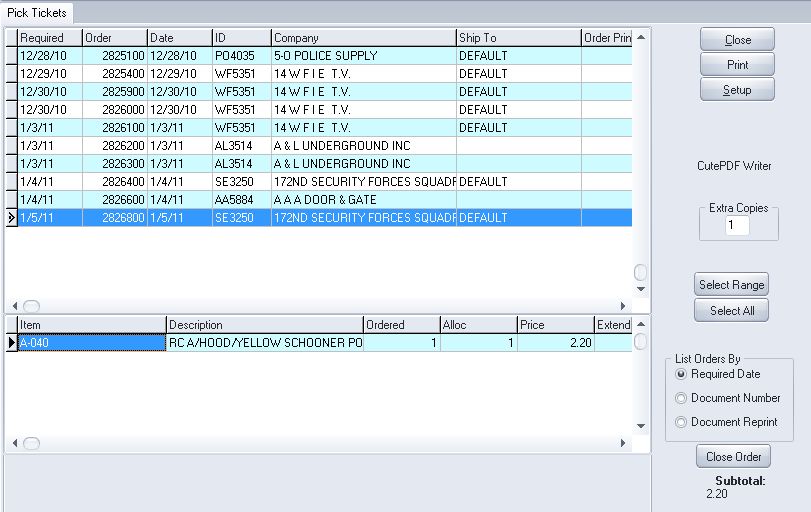 Pick Tickets
Required Order Date ID Company Ship To Order Prin
12/28/10 2825100 12/28/10 PO4035 5-0 POLICE SUPPLY DEFAULT
12/29/10 2825400 12/29/10 WF5351 14 W F I E T.V. DEFAULT
12/30/10 2825900 12/30/10 WF5351 14 W F I E T.V. DEFAULT
12/30/10 2826000 12/30/10 WF5351 14 W F I E T.V. DEFAULT
1/3/11 2826100 1/3/11 WF5351 14 W F I E T.V. DEFAULT
1/3/11 2826200 1/3/11 AL3514 A & L UNDERGROUND INC
1/3/11 2826300 1/3/11 AL3514 A & L UNDERGROUND INC
1/4/11 2826400 1/4/11 SE3250 172ND SECURITY FORCES SQUADF DEFAULT
1/4/11 2826600 1/4/11 AA5884 A A A DOOR & GATE
1/5/11 2826800 1/5/11 SE3250 172ND SECURITY FORCES SQUADF DEFAULT
Item Description Ordered Alloc Price Extend
A-040 RC A/HOOD/YELLOW SCHOONER PO 1 1 2.20
Close
Print
Setup
CutePDF Writer
Extra Copies
1
Select Range
Select All
List Orders By
Required Date
Document Number
Document Reprint
Close Order
Subtotal:
2.20